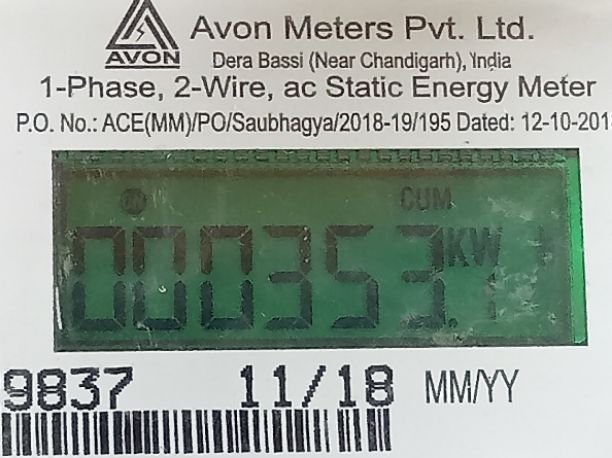 AVON
Avon Meters Pvt. Ltd.
Dera Bassi (Near Chandigarh), India
1-Phase, 2-Wire, ac Static Energy Meter
P.O. No.: ACE(MM)/PO/Saubhagya/2018-19/195 Dated: 12-10-201
CUM
000353.1 KW
9837 11/18 MM/YY